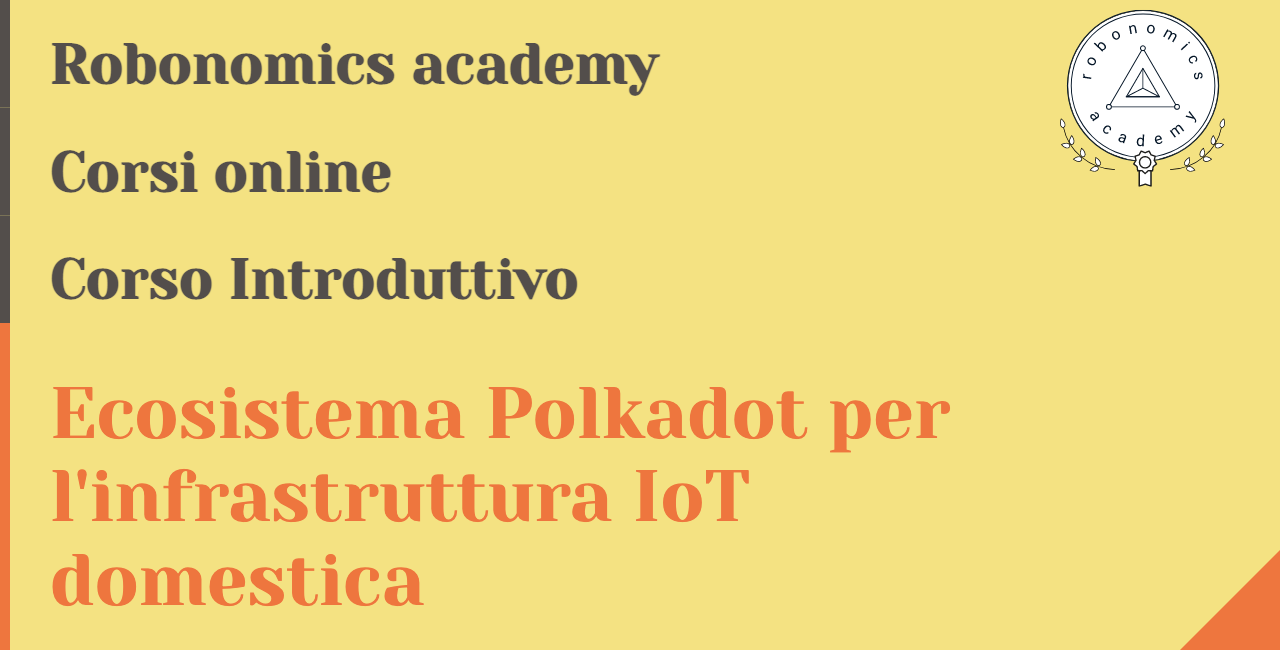 Robonomics academy
Corsi online
Corso Introduttivo
Ecosistema Polkadot per
l'infrastruttura IoT
domestica
robonomics
academy